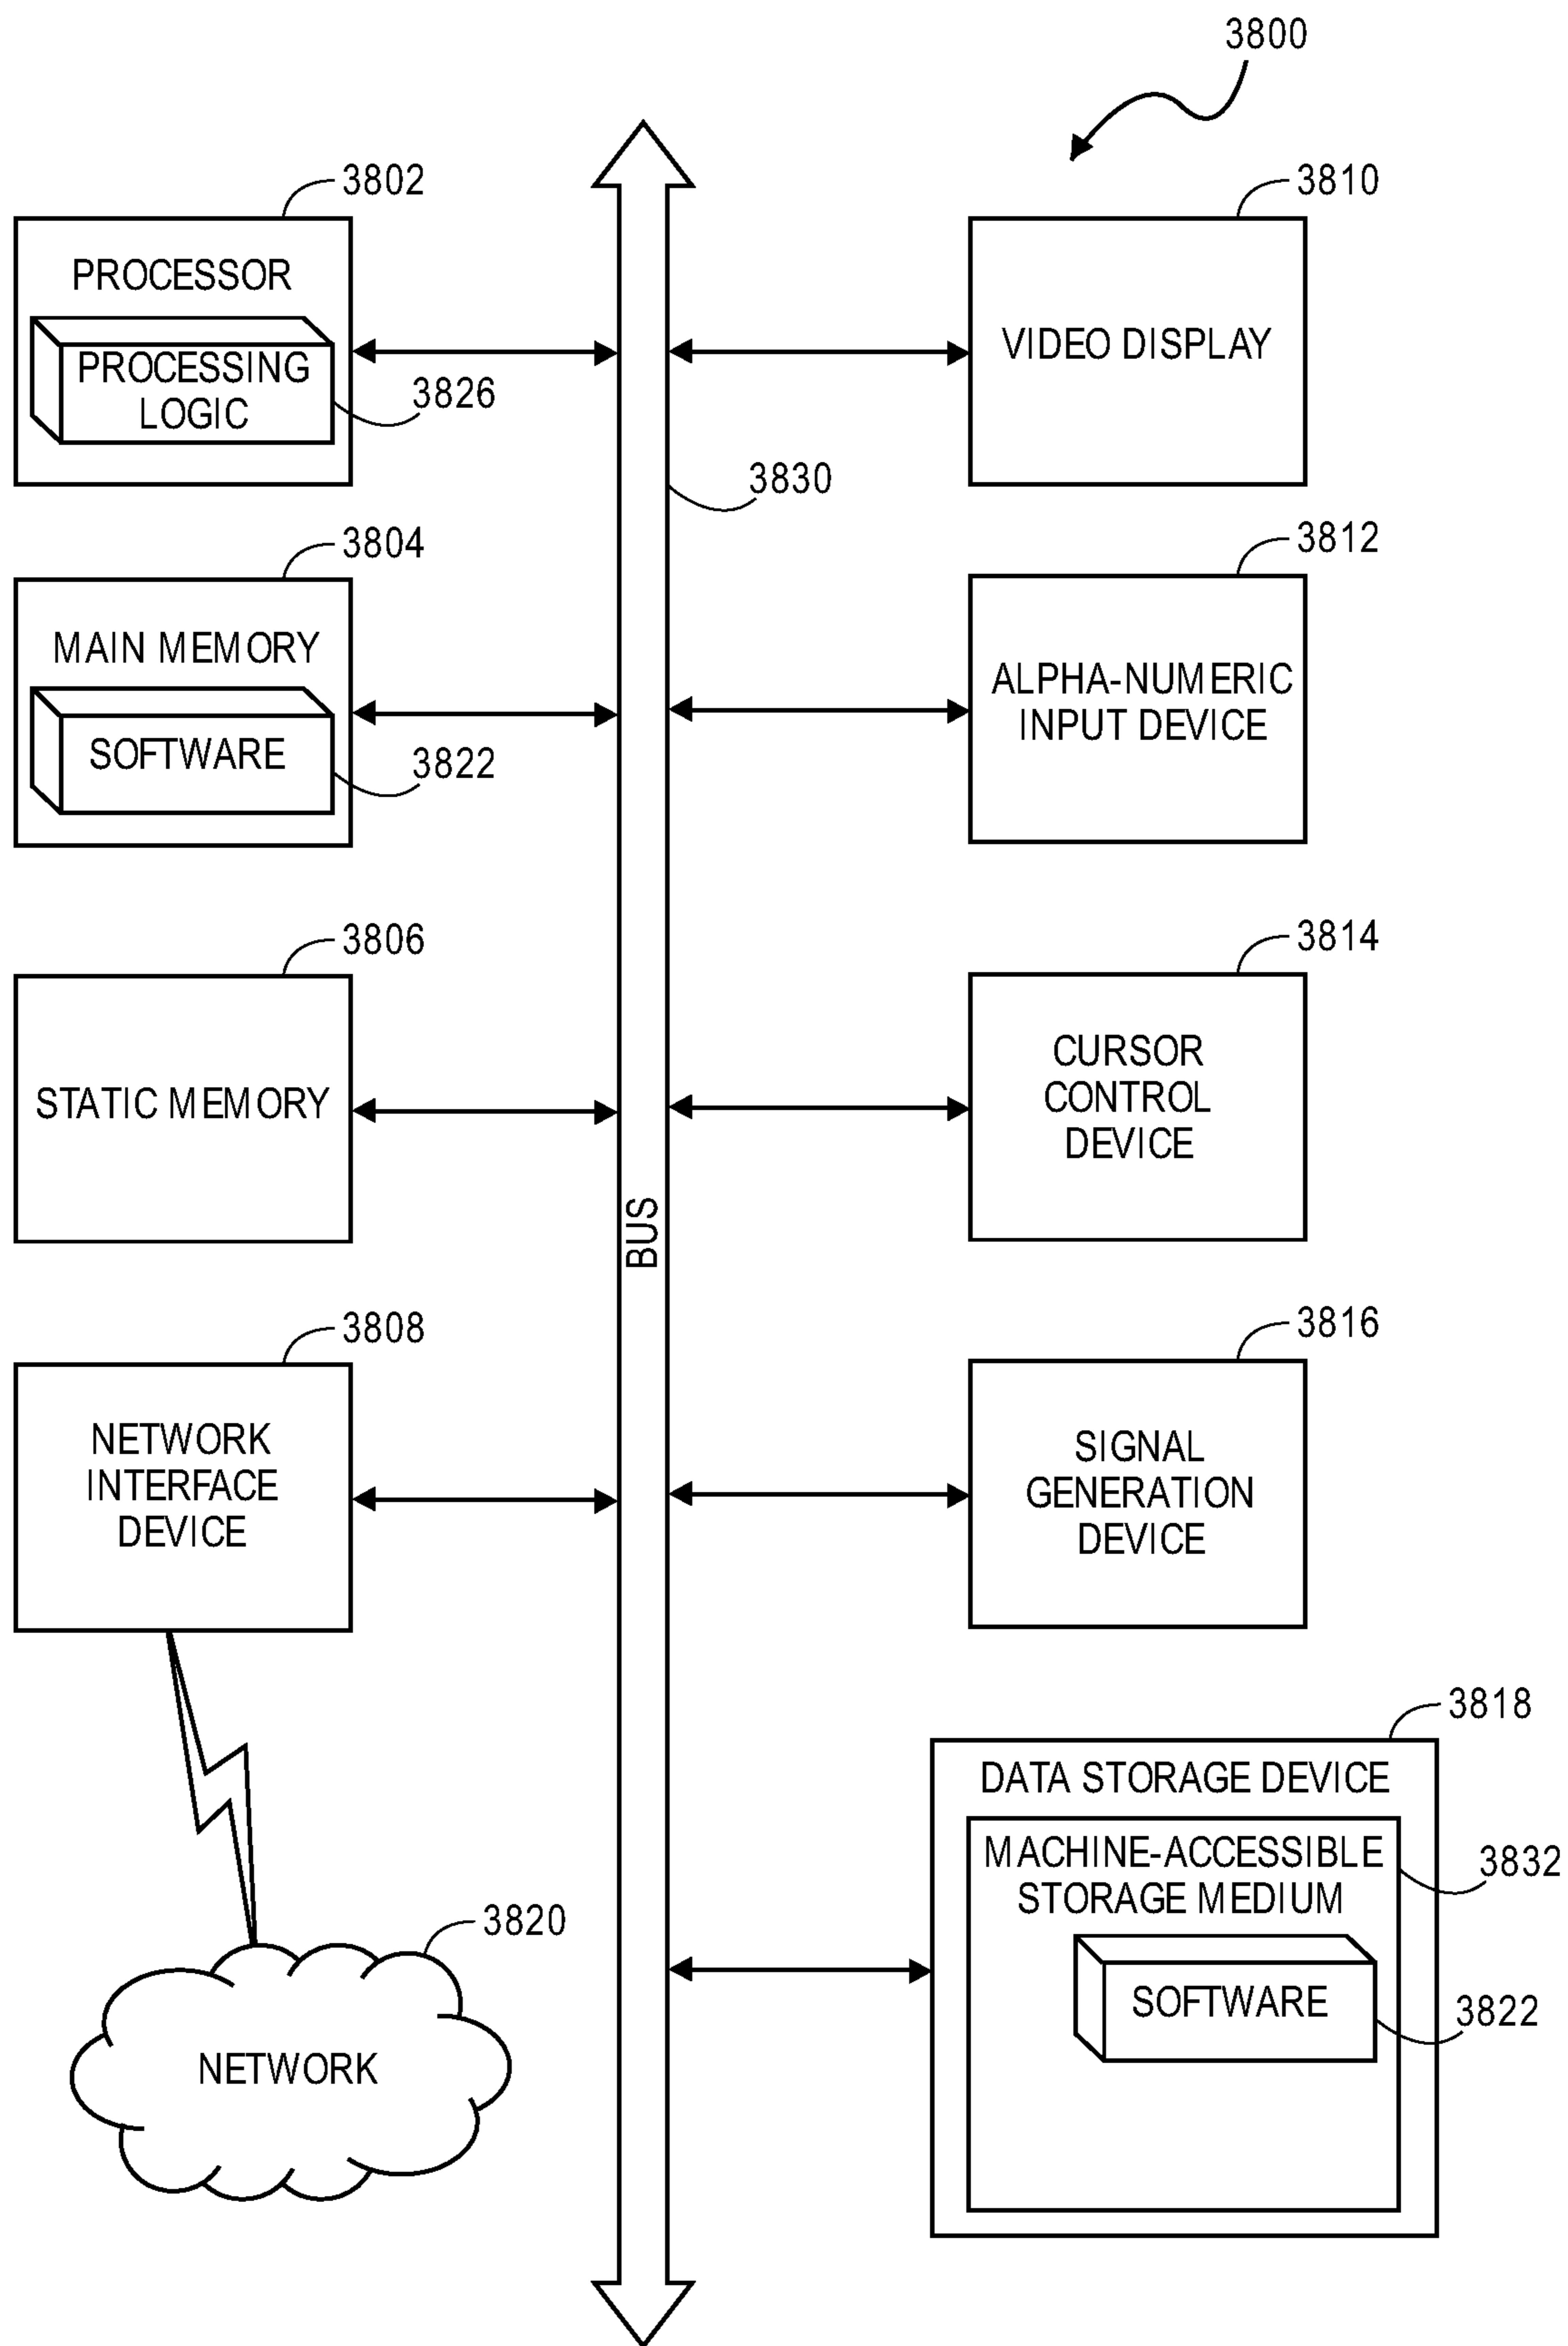 3800
3802
PROCESSOR
PROCESSING
LOGIC
3826
3804
MAIN MEMORY
SOFTWARE
3822
3806
STATIC MEMORY
3808
NETWORK
INTERFACE
DEVICE
3820
NETWORK
BUS
3830
3810
VIDEO DISPLAY
3812
ALPHA-NUMERIC
INPUT DEVICE
3814
CURSOR
CONTROL
DEVICE
3816
SIGNAL
GENERATION
DEVICE
3818
DATA STORAGE DEVICE
MACHINE-ACCESSIBLE
STORAGE MEDIUM
3832
SOFTWARE
3822